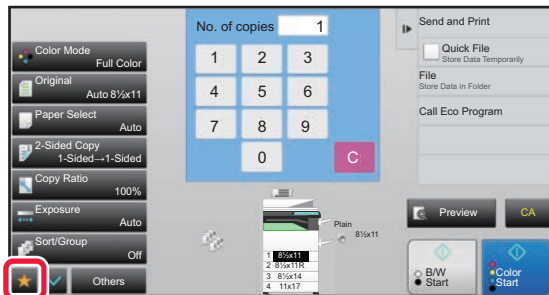 No. of copies 1
Color Mode
Full Color
Original
Auto 8½x11
Paper Select
Auto
2-Sided Copy
1-Sided→1-Sided
Copy Ratio
100%
Exposure
Auto
Sort/Group
Off
Others
1 2 3
4 5 6
7 8 9
0 C
Plain
8½x11
1 8½x11
2 8½x11R
3 8½x14
4 11x17
Send and Print
Quick File
Store Data Temporarily
File
Store Data in Folder
Call Eco Program
Preview
CA
B/W
Start
Color
Start